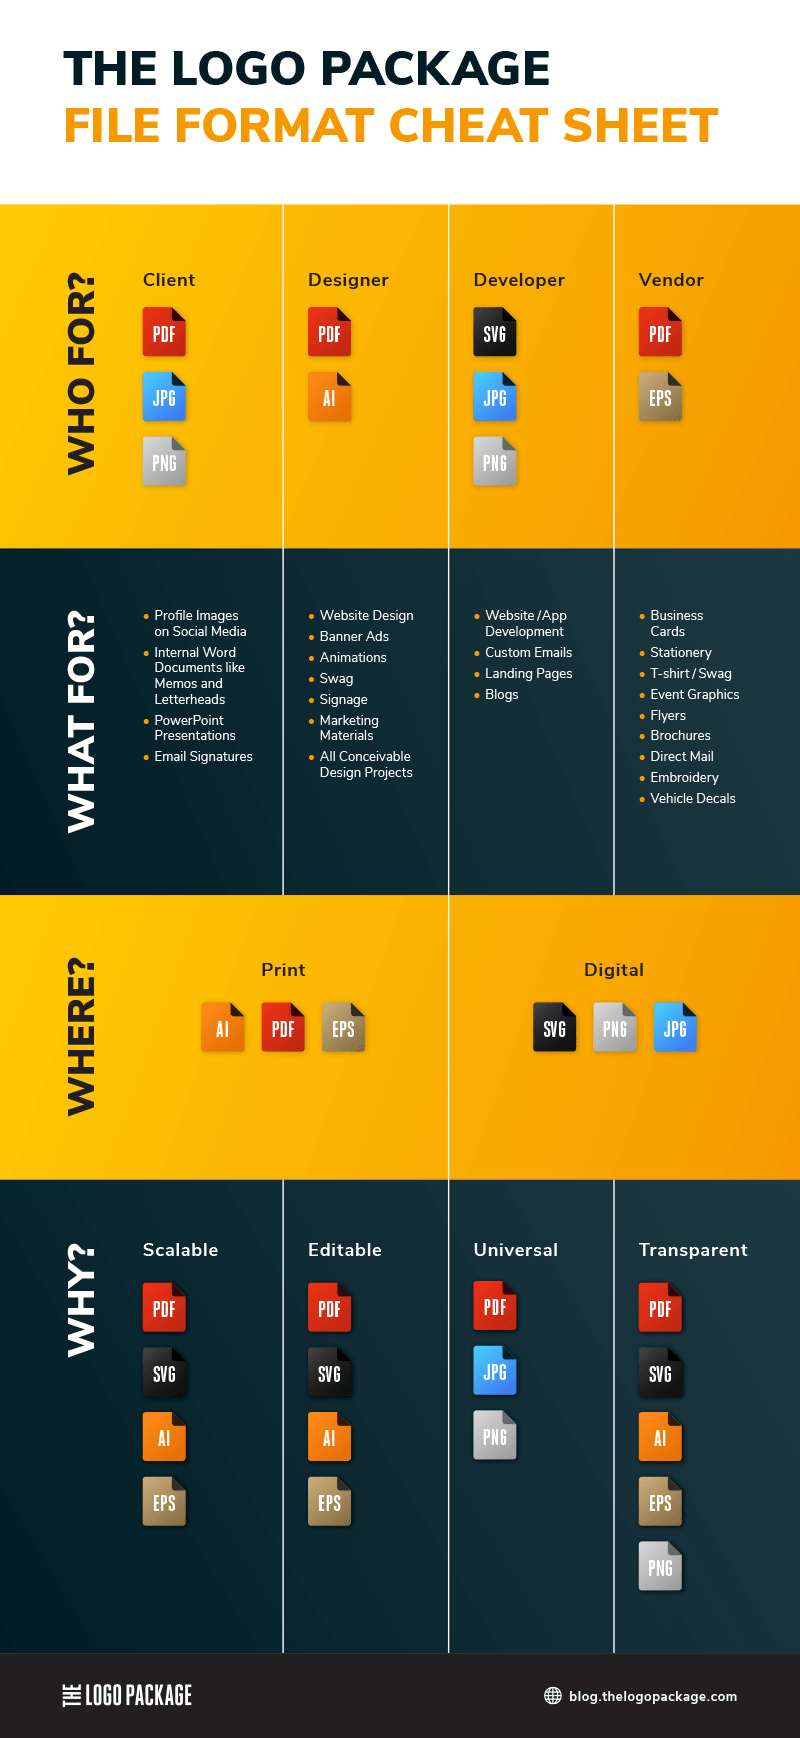 THE LOGO PACKAGE
FILE FORMAT CHEAT SHEET
WHO FOR?
Client
PDF
JPG
PNG
Designer
PDF
AI
Developer
SVG
JPG
PNG
Vendor
PDF
EPS
WHAT FOR?
• Profile Images
on Social Media
• Internal Word
Documents like
Memos and
Letterheads
• PowerPoint
Presentations
• Email Signatures
• Website Design
• Banner Ads
• Animations
• Swag
• Signage
• Marketing
Materials
• All Conceivable
Design Projects
• Website / App
Development
• Custom Emails
• Landing Pages
• Blogs
• Business
Cards
• Stationery
• T-shirt / Swag
• Event Graphics
• Flyers
• Brochures
• Direct Mail
• Embroidery
• Vehicle Decals
WHERE?
Print
AI PDF EPS
Digital
SVG PNG JPG
WHY?
Scalable
PDF
SVG
AI
EPS
Editable
PDF
SVG
AI
EPS
Universal
PDF
JPG
PNG
Transparent
PDF
SVG
AI
EPS
PNG
THE LOGO PACKAGE
blog.thelogopackage.com